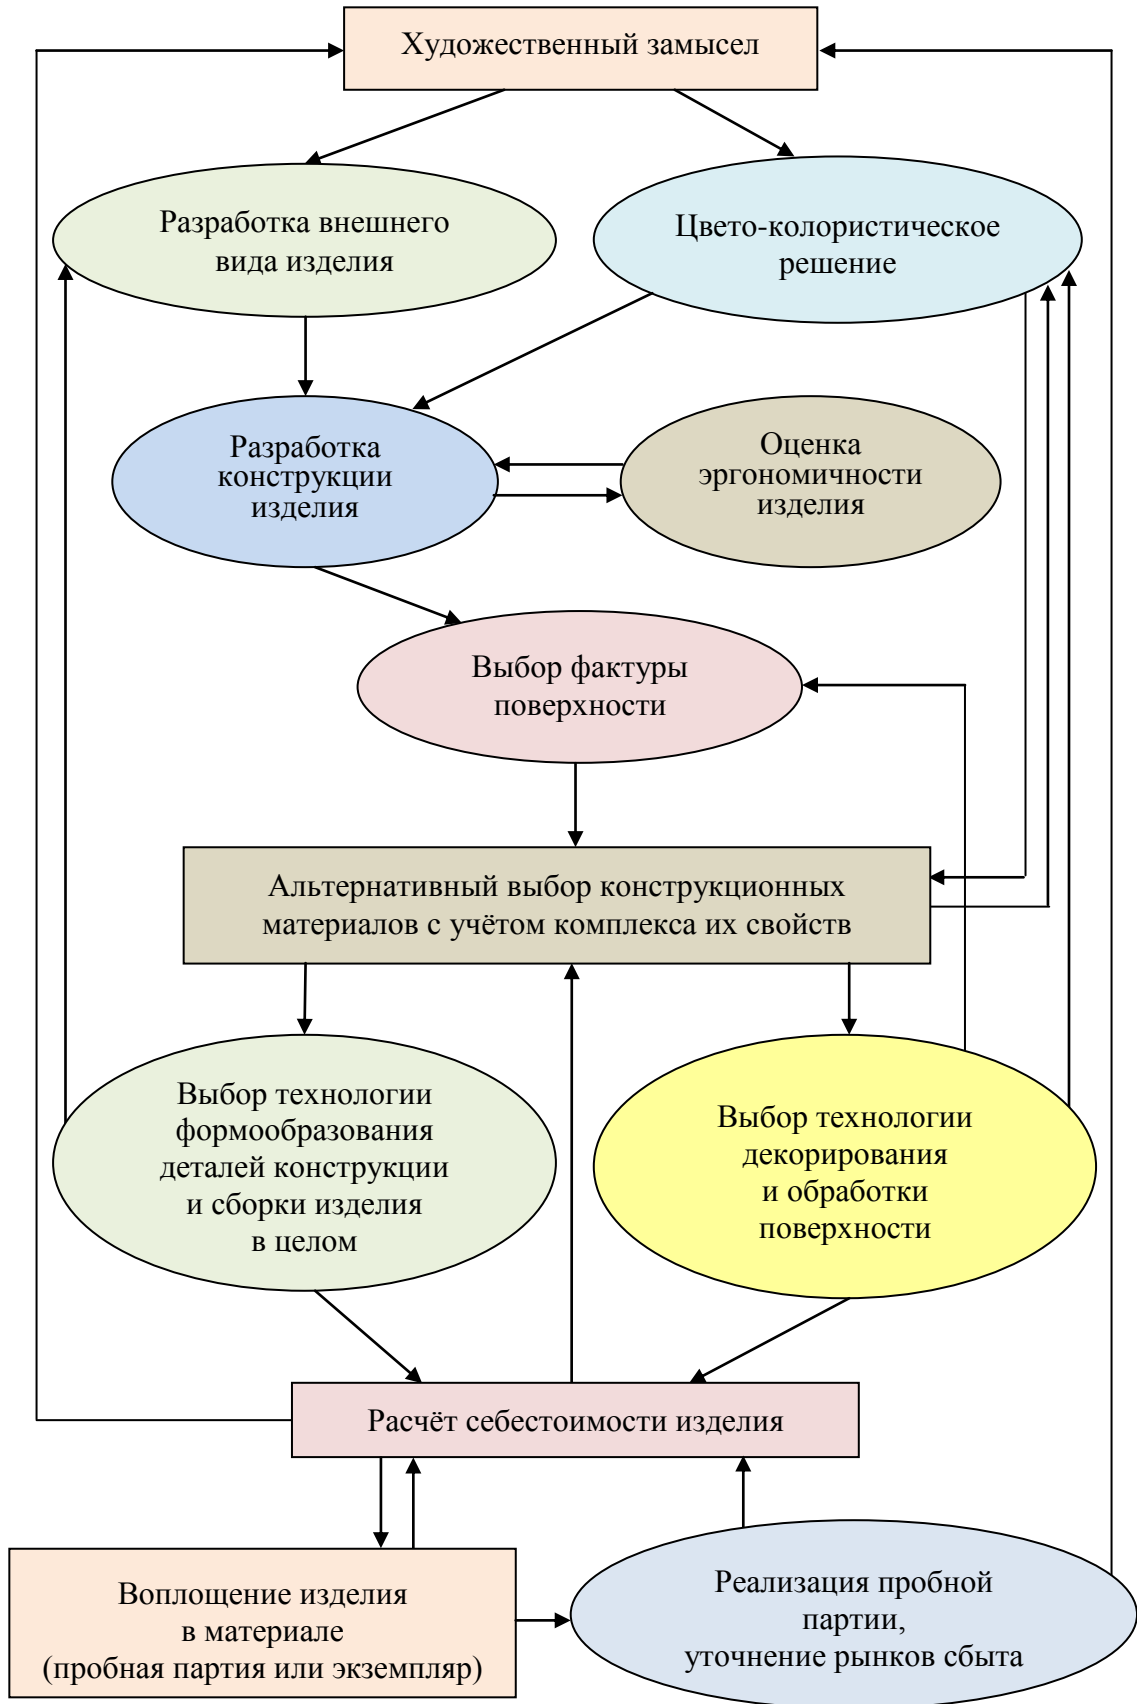 Художественный замысел
Разработка внешнего
вида изделия
Цвето-колористическое
решение
Разработка
конструкции
изделия
Оценка
эргономичности
изделия
Выбор фактуры
поверхности
Альтернативный выбор конструкционных
материалов с учётом комплекса их свойств
Выбор технологии
формообразования
деталей конструкции
и сборки изделия
в целом
Выбор технологии
декорирования
и обработки
поверхности
Расчёт себестоимости изделия
Воплощение изделия
в материале
(пробная партия или экземпляр)
Реализация пробной
партии,
уточнение рынков сбыта